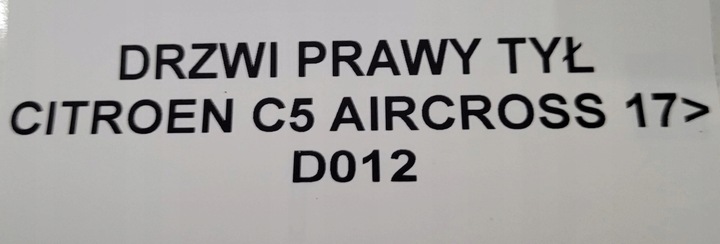 DRZWI PRAWY TYŁ
CITROEN C5 AIRCROSS 17>
D012